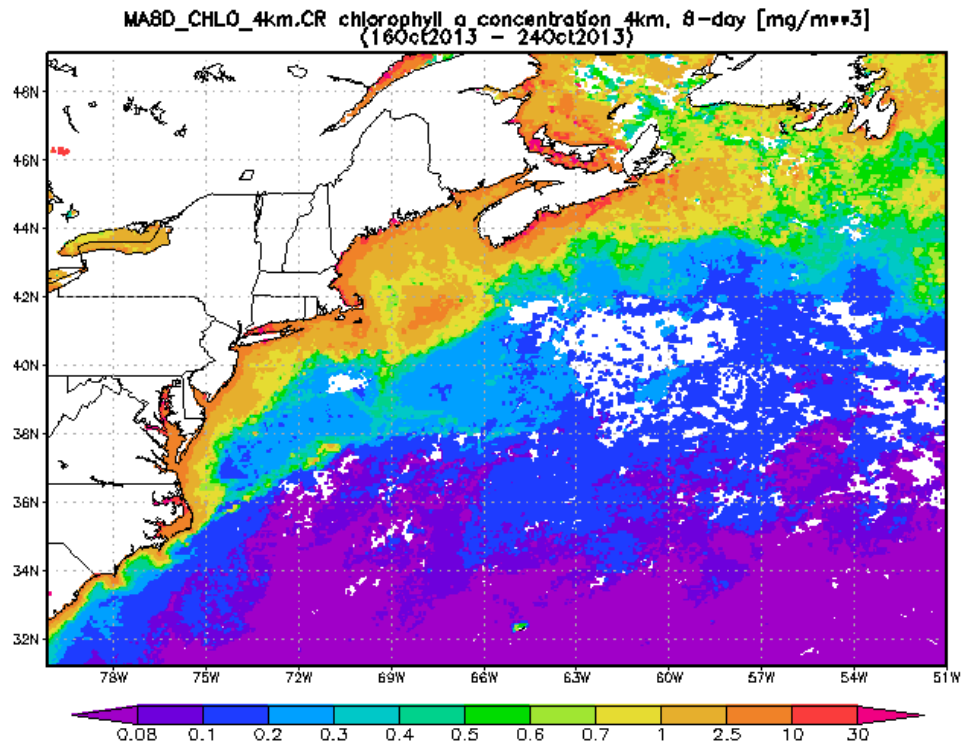 MA8D_CHLO_4km.CR chlorophyll a concentration 4km, 8-day [mg/m**3]
(16Oct2013 - 24Oct2013)
48N
46N
44N
42N
40N
38N
36N
34N
32N
78W 75W 72W 69W 66W 63W 60W 57W 54W 51W
0.08 0.1 0.2 0.3 0.4 0.5 0.6 0.7 1 2.5 10 30